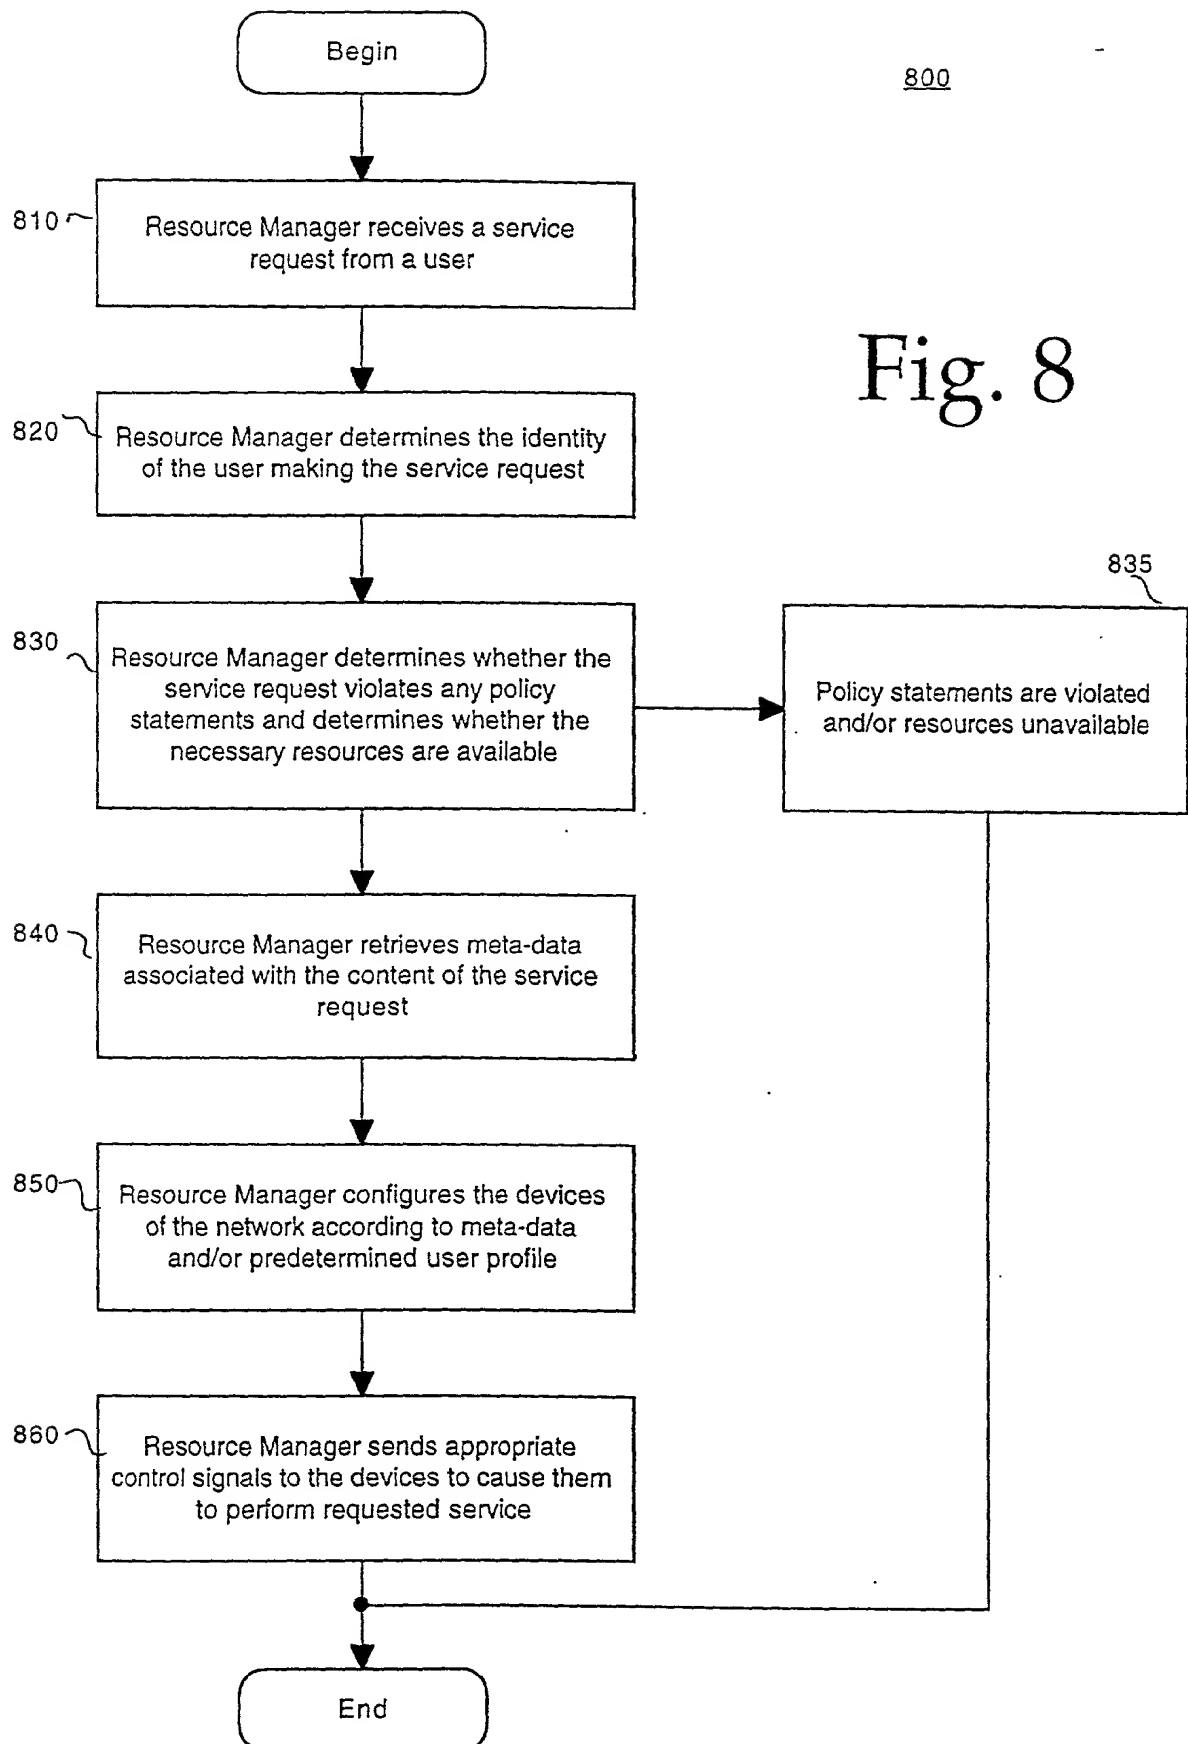 Begin
800
810
Resource Manager receives a service
request from a user
Fig. 8
820
Resource Manager determines the identity
of the user making the service request
835
830
Resource Manager determines whether the
service request violates any policy
statements and determines whether the
necessary resources are available
Policy statements are violated
and/or resources unavailable
840
Resource Manager retrieves meta-data
associated with the content of the service
request
850
Resource Manager configures the devices
of the network according to meta-data
and/or predetermined user profile
860
Resource Manager sends appropriate
control signals to the devices to cause them
to perform requested service
End